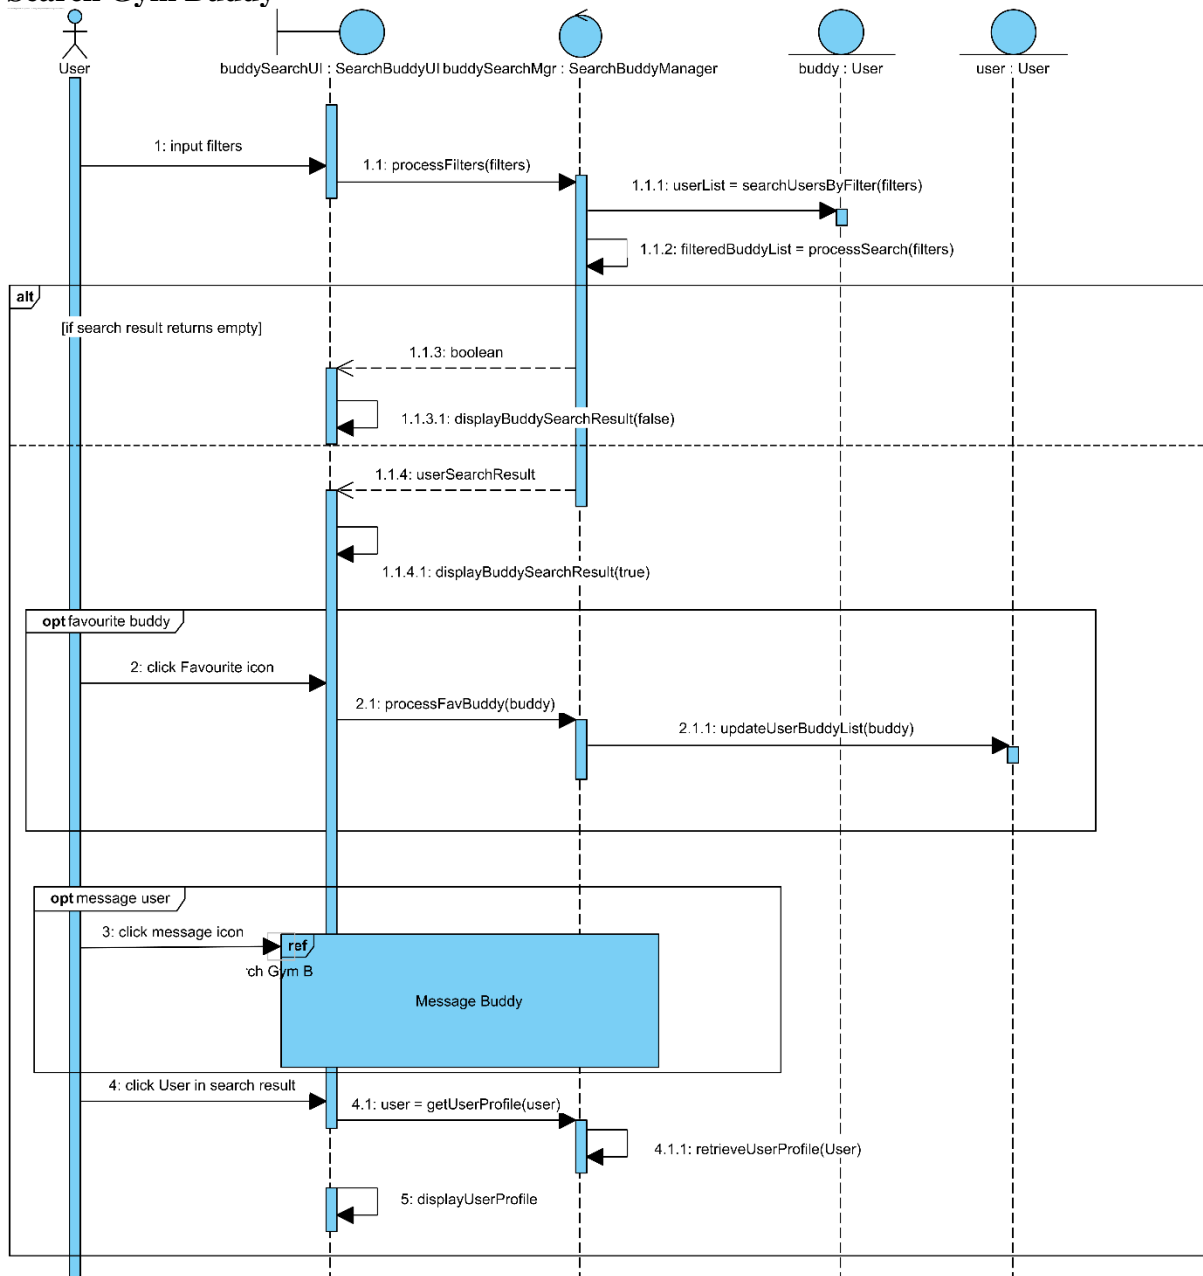 Search Gym Buddy
User
buddySearchUI : SearchBuddyUI
buddySearchMgr : SearchBuddyManager
buddy : User
user : User
1: input filters
1.1: processFilters(filters)
1.1.1: userList = searchUsersByFilter(filters)
1.1.2: filteredBuddyList = processSearch(filters)
alt
[if search result returns empty]
1.1.3: boolean
1.1.3.1: displayBuddySearchResult(false)
1.1.4: userSearchResult
1.1.4.1: displayBuddySearchResult(true)
opt favourite buddy
2: click Favourite icon
2.1: processFavBuddy(buddy)
2.1.1: updateUserBuddyList(buddy)
opt message user
3: click message icon
ref
rch Gym B
Message Buddy
4: click User in search result
4.1: user = getUserProfile(user)
4.1.1: retrieveUserProfile(User)
5: displayUserProfile